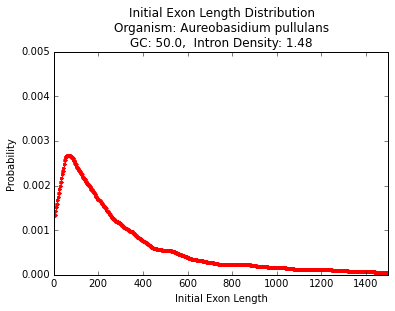 Initial Exon Length Distribution
Organism: Aureobasidium pullulans
GC: 50.0,  Intron Density: 1.48
0.005
0.004
0.003
0.002
0.001
0.000
Probability
0 200 400 600 800 1000 1200 1400
Initial Exon Length